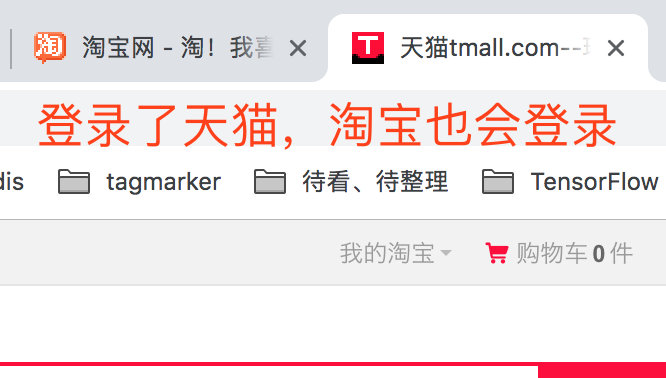 淘宝网 - 淘！我喜
天猫tmall.com--
登录了天猫，淘宝也会登录
dis tagmarker 待看、待整理 TensorFlow
我的淘宝 购物车0件